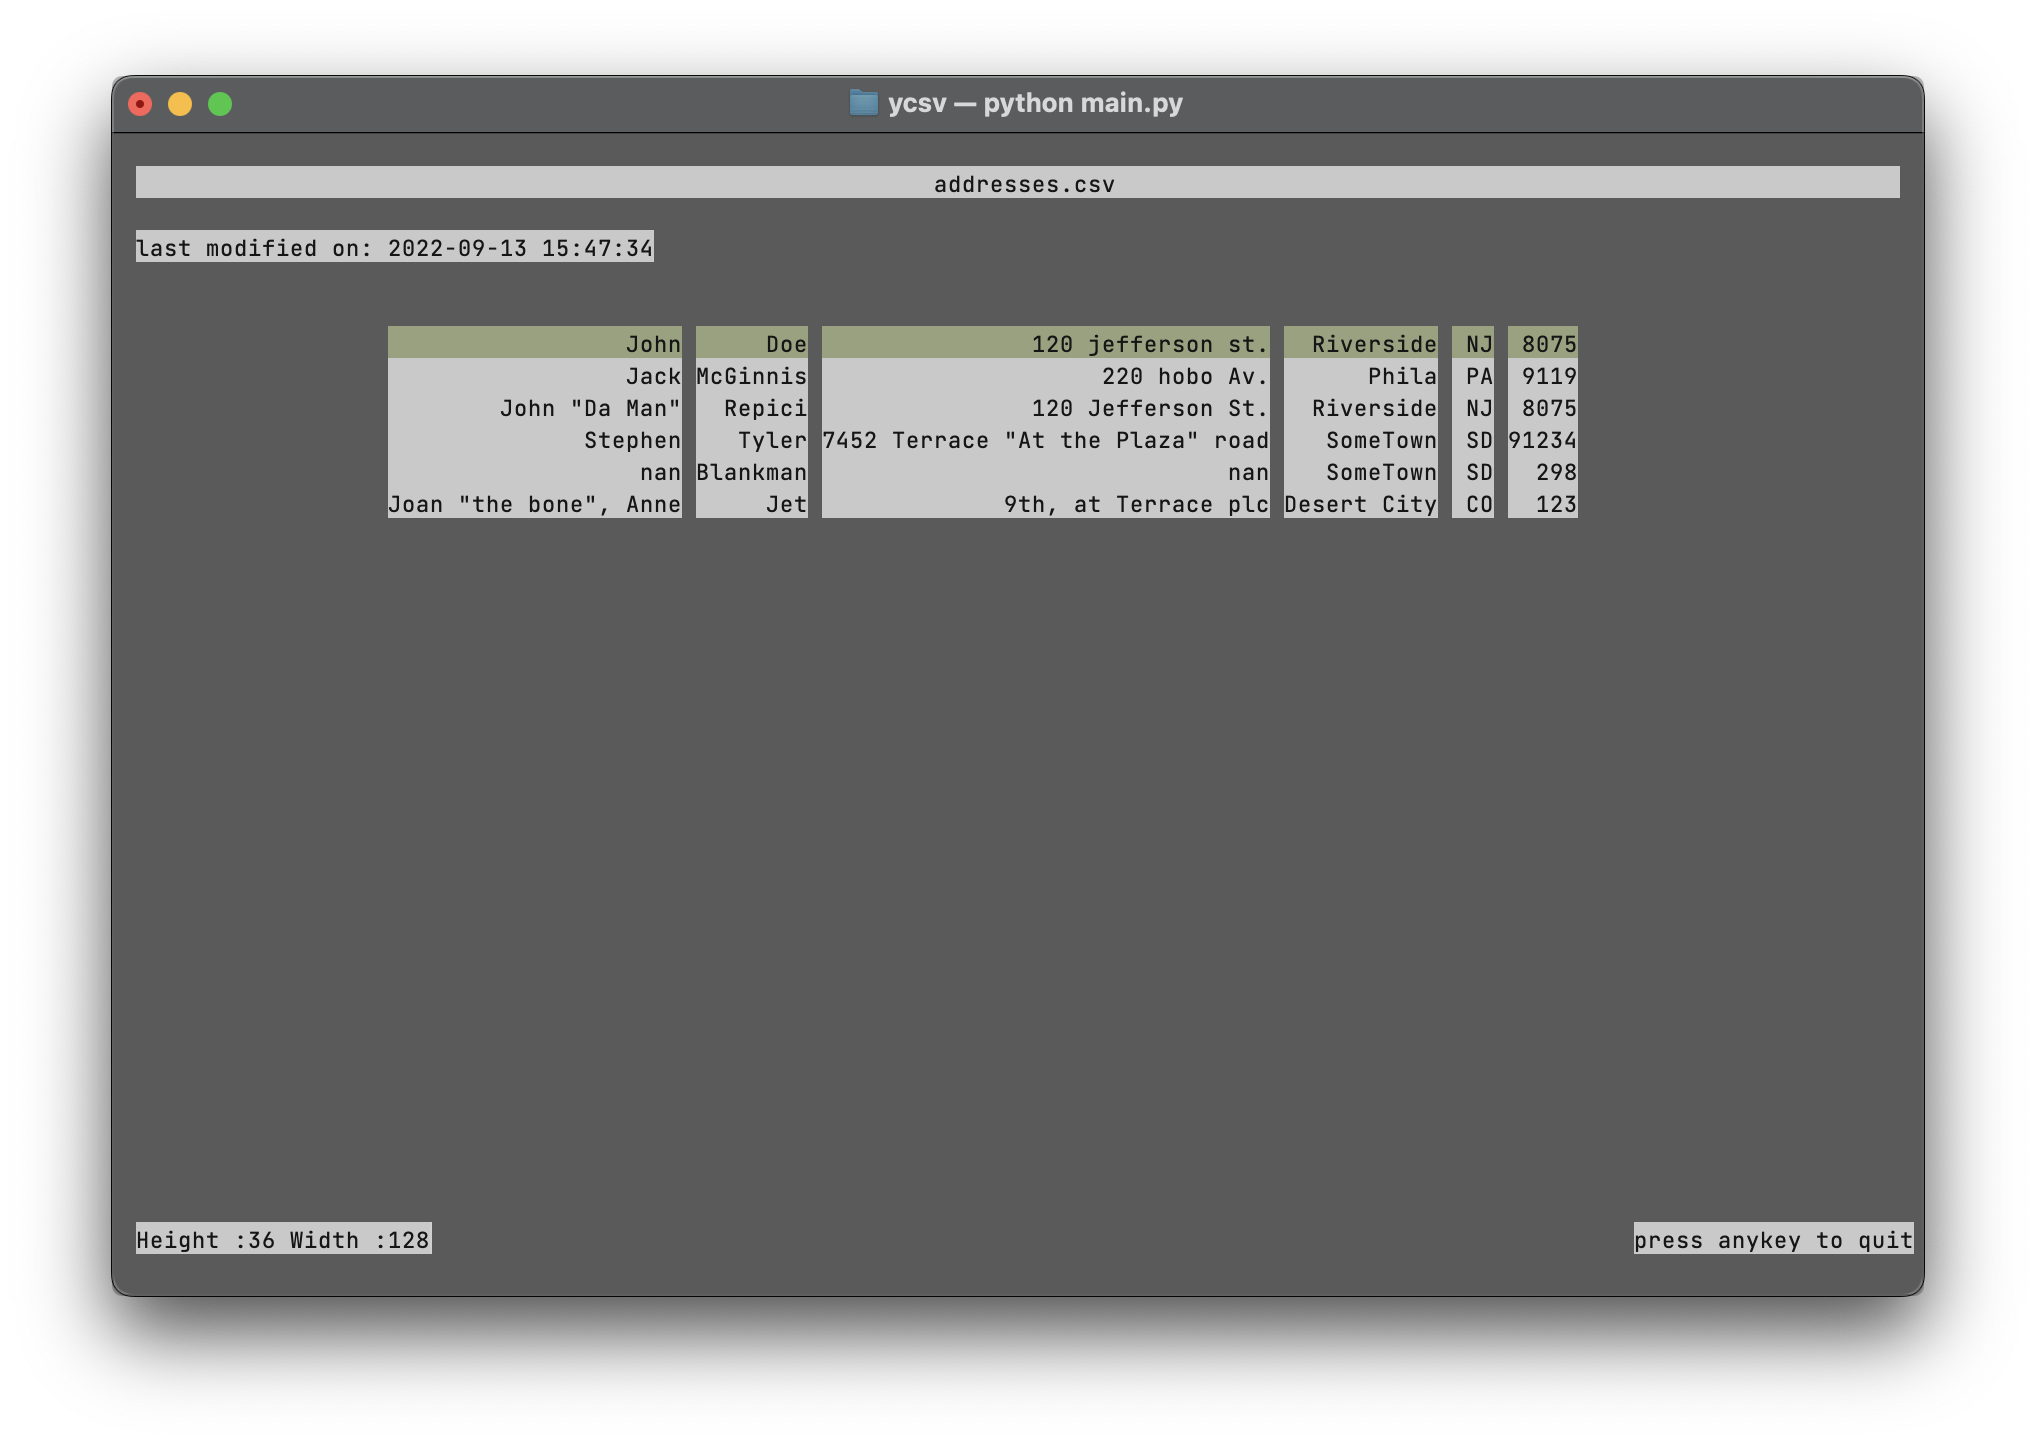 ycsv — python main.py
addresses.csv
last modified on: 2022-09-13 15:47:34
John Doe 120 jefferson st. Riverside NJ 8075
Jack McGinnis 220 hobo Av. Phila PA 9119
John "Da Man" Repici 120 Jefferson St. Riverside NJ 8075
Stephen Tyler 7452 Terrace "At the Plaza" road SomeTown SD 91234
nan Blankman nan SomeTown SD 298
Joan "the bone", Anne Jet 9th, at Terrace plc Desert City CO 123
Height :36 Width :128 press anykey to quit